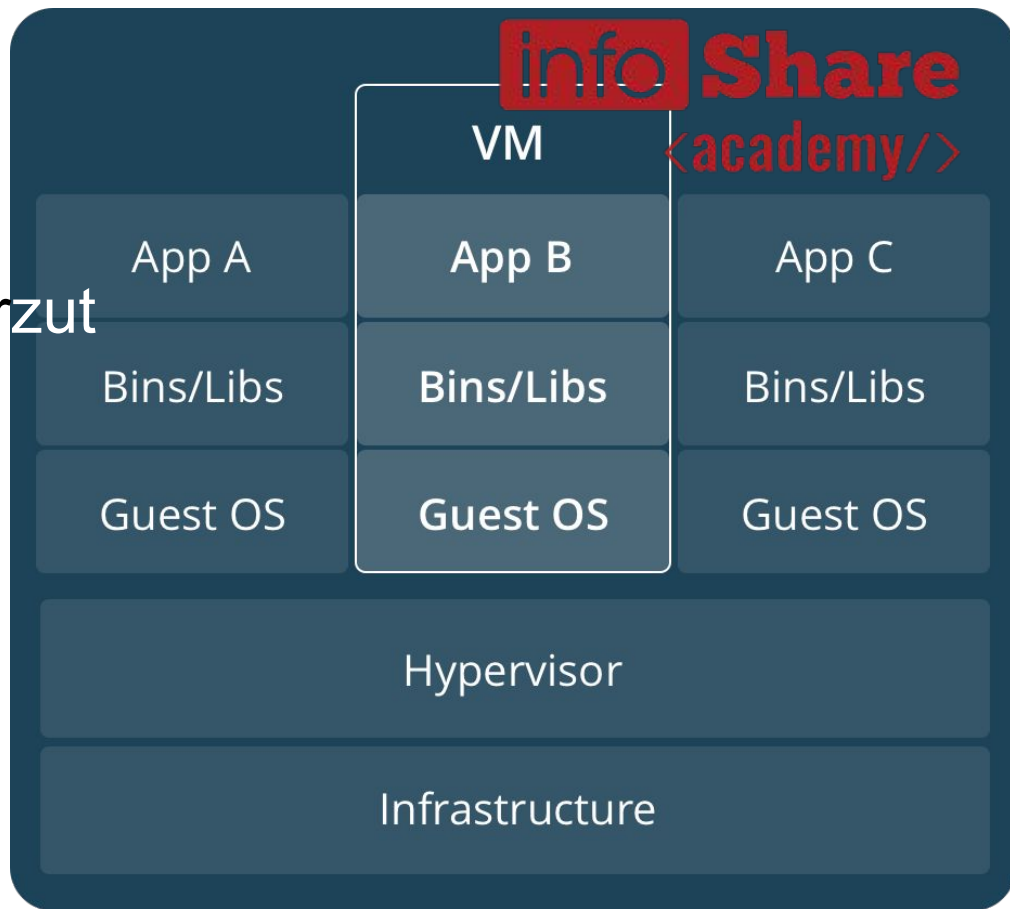 info Share
<academy/>
VM
App A App B App C
rzut
Bins/Libs Bins/Libs Bins/Libs
Guest OS Guest OS Guest OS
Hypervisor
Infrastructure